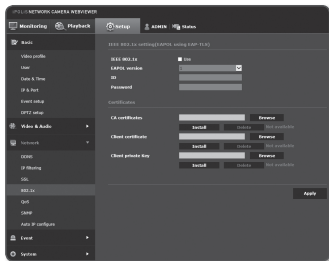 iPOLiS NETWORK CAMERA WEBVIEWER
Monitoring Playback Setup ADMIN Status
Basic
Video profile
User
Date & Time
IP & Port
Event setup
DPTZ setup
Video & Audio
Network
DDNS
IP filtering
SSL
802.1x
QoS
SNMP
Auto IP configure
Event
System
IEEE 802.1x setting(EAPOL using EAP-TLS)
IEEE 802.1x Use
EAPOL version
ID
Password
Certificates
CA certificates Browse
Install Delete Not available
Client certificate Browse
Install Delete Not available
Client private Key Browse
Install Delete Not available
Apply